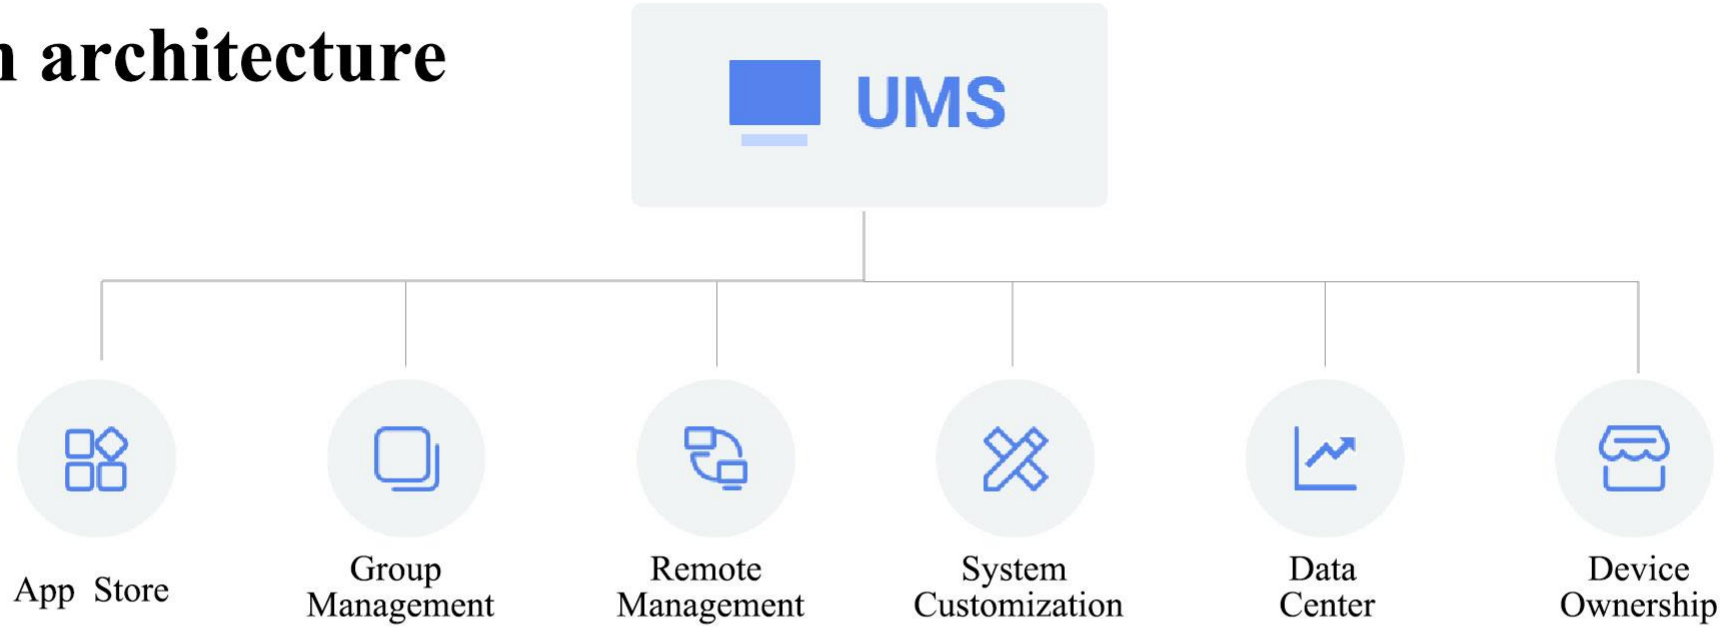 architecture
UMS
App Store
Group
Management
Remote
Management
System
Customization
Data
Center
Device
Ownership